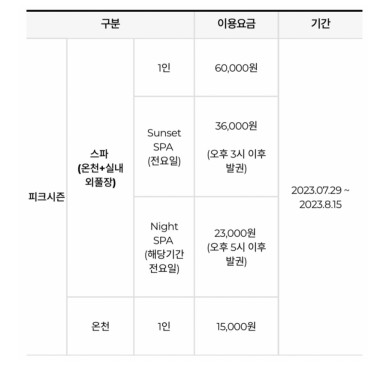 구분 이용요금 기간
피크시즌
스파
(온천+실내
외풀장)
1인
60,000원
Sunset
SPA
(전요일)
36,000원
(오후 3시 이후
발권)
Night
SPA
(해당기간
전요일)
23,000원
(오후 5시 이후
발권)
온천
1인
15,000원
2023.07.29 ~
2023.8.15